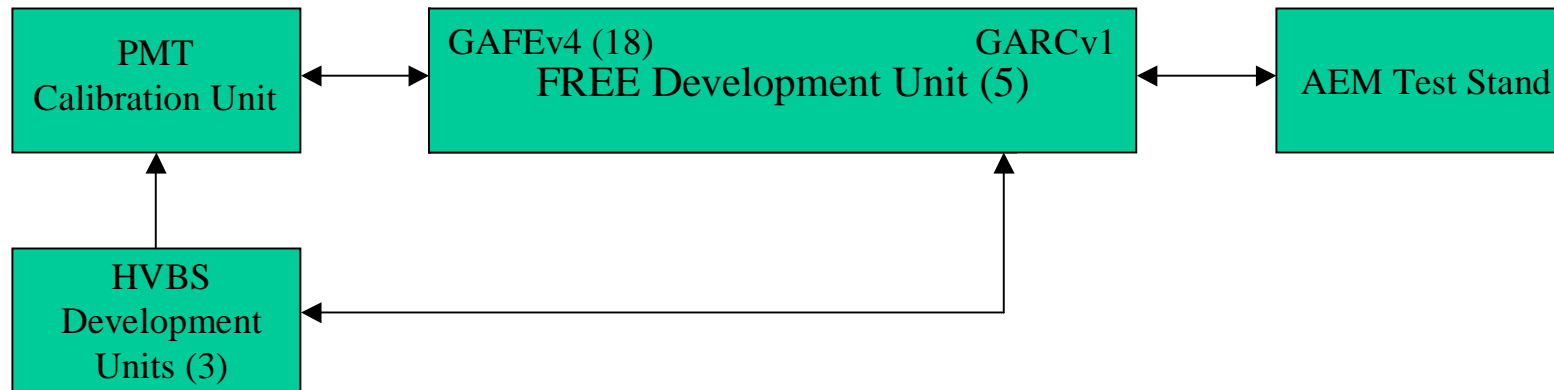 PMT
Calibration Unit
GAFEv4 (18)
GARCv1
FREE Development Unit (5)
AEM Test Stand
HVBS
Development
Units (3)